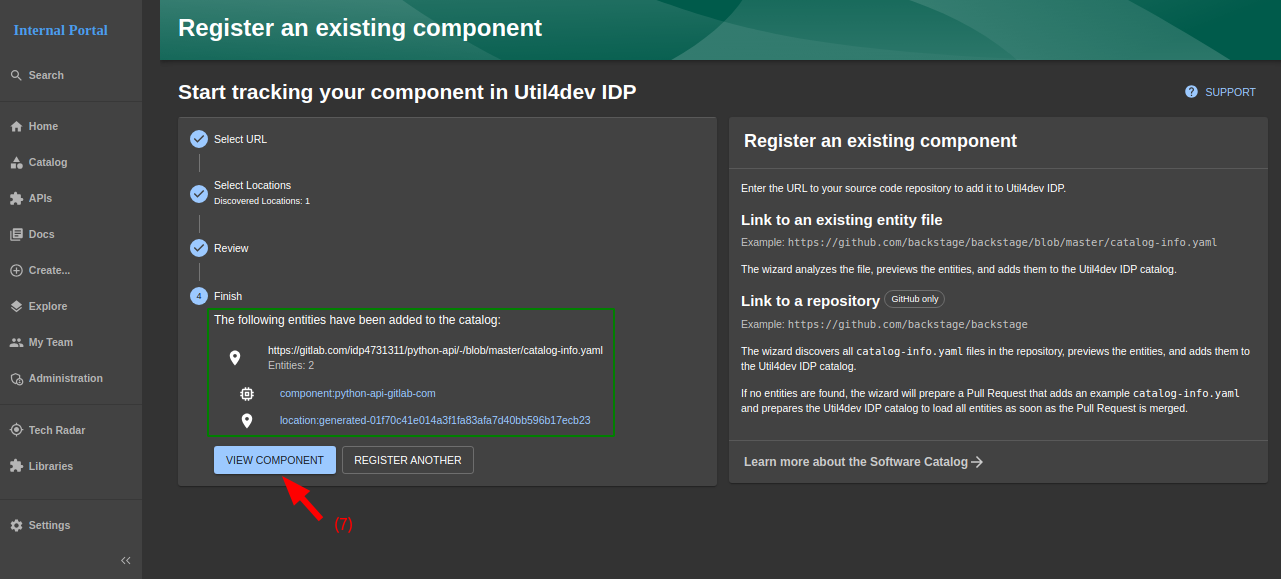 Internal Portal
Search
Home
Catalog
APIs
Docs
Create...
Explore
My Team
Administration
Tech Radar
Libraries
Settings
Register an existing component
Start tracking your component in Util4dev IDP
SUPPORT
Select URL
Select Locations
Discovered Locations: 1
Review
4 Finish
The following entities have been added to the catalog:
https://gitlab.com/idp4731311/python-api/-/blob/master/catalog-info.yaml
Entities: 2
component:python-api-gitlab-com
location:generated-01f70c41e014a3f1fa83afa7d40bb596b17ecb23
VIEW COMPONENT REGISTER ANOTHER
(7)
Register an existing component
Enter the URL to your source code repository to add it to Util4dev IDP.
Link to an existing entity file
Example: https://github.com/backstage/backstage/blob/master/catalog-info.yaml
The wizard analyzes the file, previews the entities, and adds them to the Util4dev IDP catalog.
Link to a repository GitHub only
Example: https://github.com/backstage/backstage
The wizard discovers all catalog-info.yaml files in the repository, previews the entities, and adds them to
the Util4dev IDP catalog.
If no entities are found, the wizard will prepare a Pull Request that adds an example catalog-info.yaml
and prepares the Util4dev IDP catalog to load all entities as soon as the Pull Request is merged.
Learn more about the Software Catalog